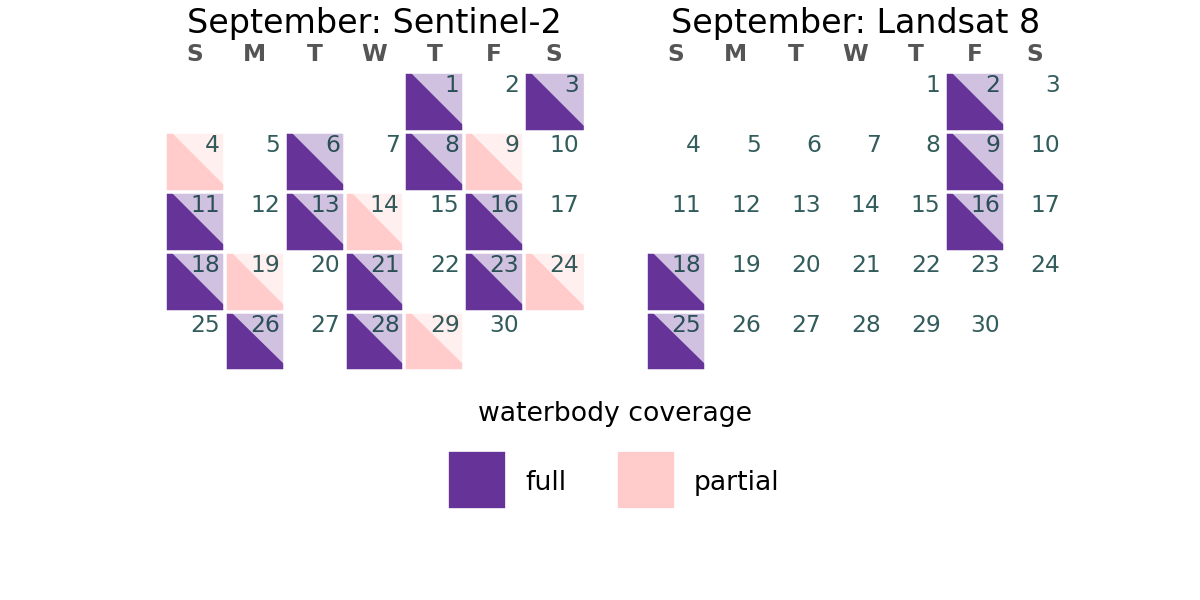 September: Sentinel-2
S M T W T F S
1 2 3
4 5 6 7 8 9 10
11 12 13 14 15 16 17
18 19 20 21 22 23 24
25 26 27 28 29 30
September: Landsat 8
S M T W T F S
1 2 3
4 5 6 7 8 9 10
11 12 13 14 15 16 17
18 19 20 21 22 23 24
25 26 27 28 29 30
waterbody coverage
full partial